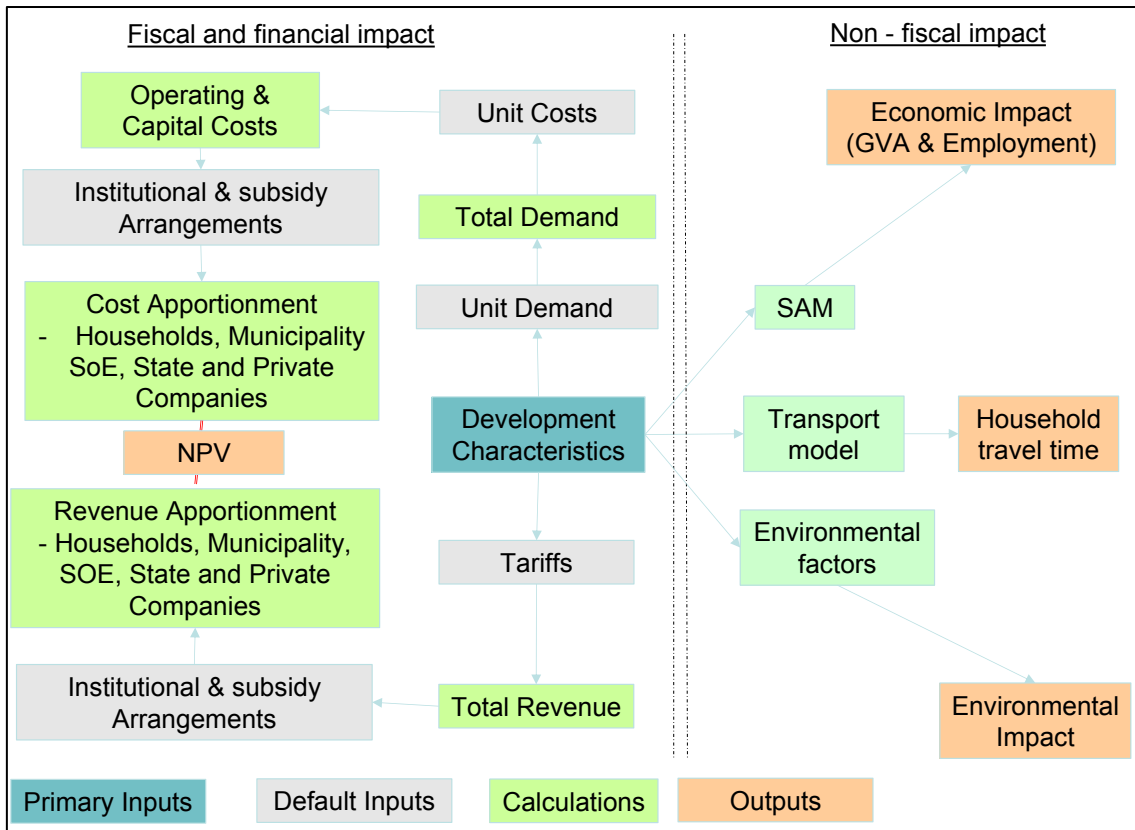 Fiscal and financial impact
Non - fiscal impact
Operating &
Capital Costs
Unit Costs
Economic Impact
(GVA & Employment)
Institutional & subsidy
Arrangements
Total Demand
Cost Apportionment
- Households, Municipality
SoE, State and Private
Companies
Unit Demand
SAM
Development
Characteristics
Transport
model
Household
travel time
NPV
Revenue Apportionment
- Households, Municipality,
SOE, State and Private
Companies
Tariffs
Environmental
factors
Institutional & subsidy
Arrangements
Total Revenue
Environmental
Impact
Primary Inputs
Default Inputs
Calculations
Outputs